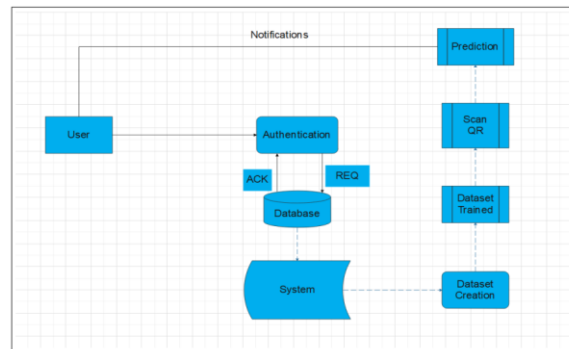 Notifications
Prediction
User
Authentication
Scan
QR
ACK
REQ
Database
Dataset
Trained
System
Dataset
Creation